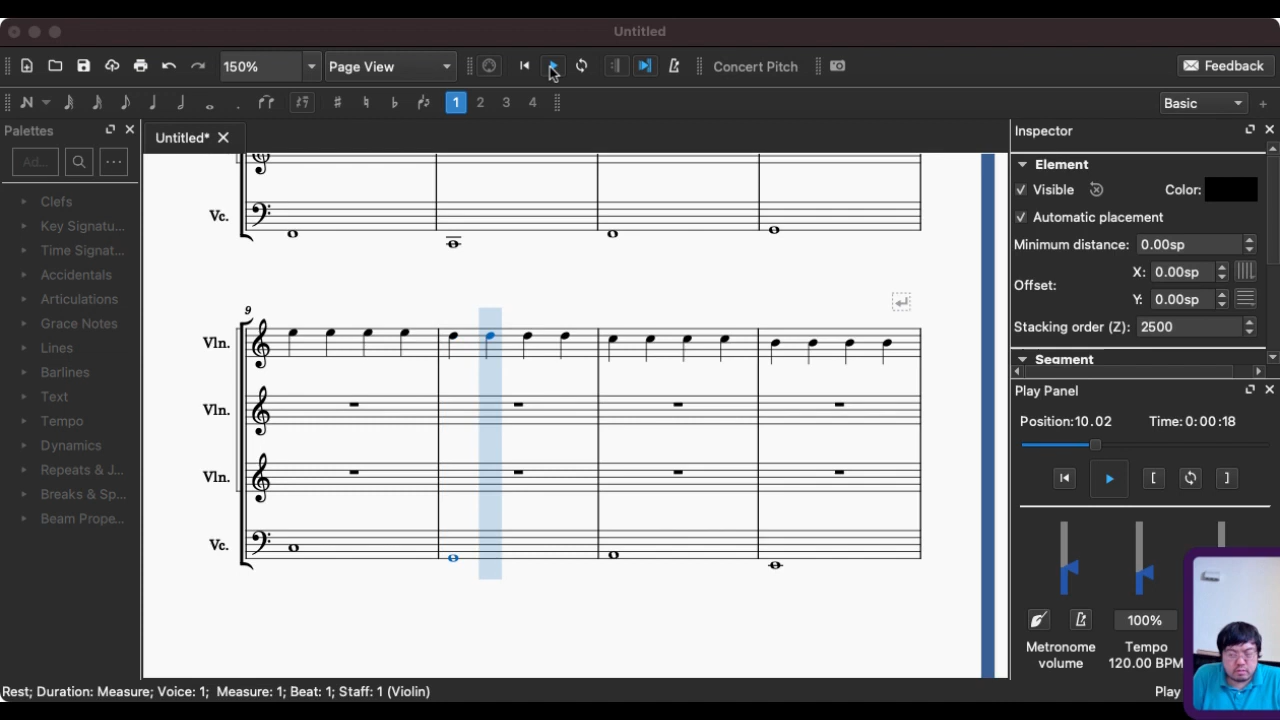 Untitled
150%
Page View
Concert Pitch
Feedback
1 2 3 4
Basic
Palettes
Untitled*
Inspector
Ad...
...
Clefs
Key Signatu...
Time Signat...
Accidentals
Articulations
Grace Notes
Lines
Barlines
Text
Tempo
Dynamics
Repeats & J...
Breaks & Sp...
Beam Prope...
Vc.
9
Vln.
Vln.
Vln.
Vc.
Element
Visible
Color:
Automatic placement
Minimum distance: 0.00sp
Offset:
X: 0.00sp
Y: 0.00sp
Stacking order (Z): 2500
Segment
Play Panel
Position:10.02 Time:0:00:18
100%
Metronome volume
Tempo
120.00 BPM
Rest; Duration: Measure; Voice: 1; Measure: 1; Beat: 1; Staff: 1 (Violin)
Play